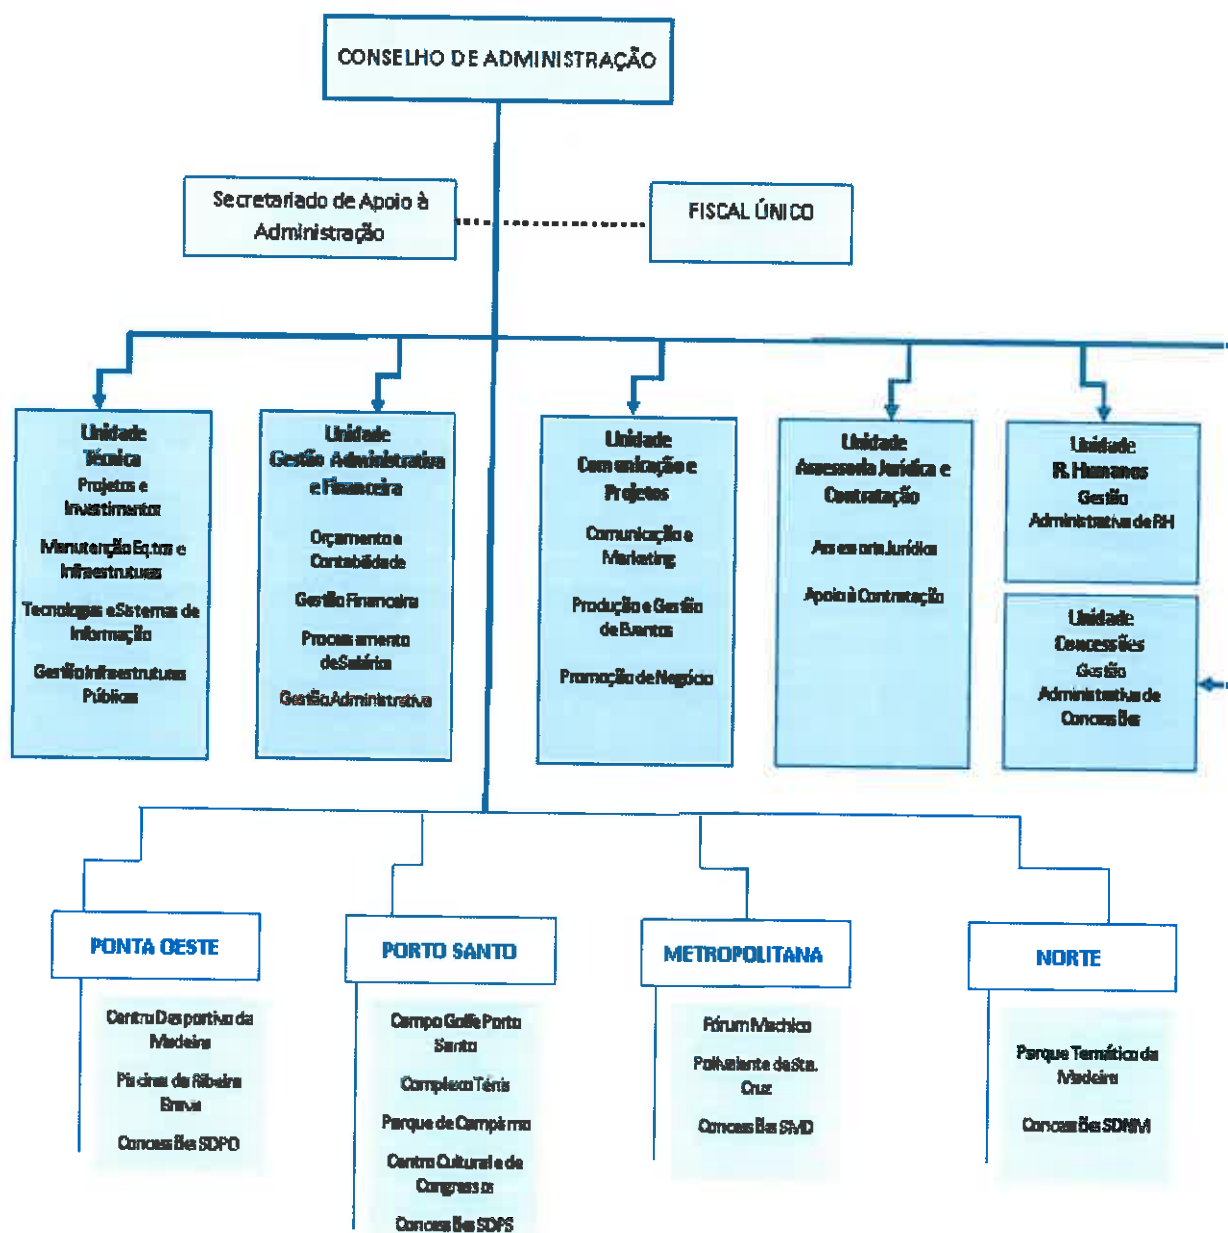 CONSELHO DE ADMINISTRAÇÃO
Secretariado de Apoio à
Administração
FISCAL ÚNICO
Unidade
Técnica
Projetos e
Investimentos
Manutenção Eq.tos e
Infraestruturas
Tecnologias e Sistemas de
Informação
Gestão Infraestruturas
Públicas
Unidade
Gestão Administrativa
e Financeira
Orçamento e
Contabilidade
Gestão Financeira
Processamento
de Salários
Gestão Administrativa
Unidade
Comunicação e
Projetos
Comunicação e
Marketing
Produção e Gestão
de Eventos
Promoção de Negócio
Unidade
Assessoria Jurídica e
Contratação
Assessoria Jurídica
Apoio à Contratação
Unidade
R. Humanos
Gestão
Administrativa de RH
Unidade
Concessões
Gestão
Administrativa de
Concessões
PONTA OESTE
Centro Desportivo da
Madeira
Piscinas da Ribeira
Brava
Concessões SDPO
PORTO SANTO
Campo Golfe Porto
Santo
Complexo Ténis
Parque de Campismo
Centro Cultural e de
Congressos
Concessões SDPS
METROPOLITANA
Fórum Machico
Polivalente de Sta.
Cruz
Concessões SMD
NORTE
Parque Temático da
Madeira
Concessões SDNM